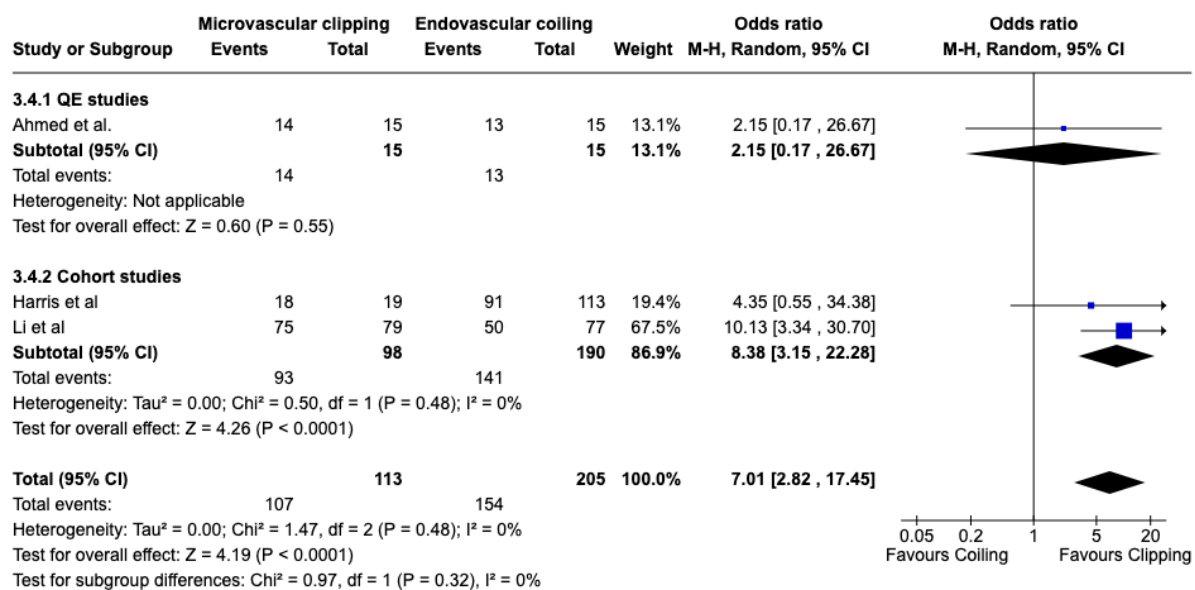 Microvascular clipping Endovascular coiling Odds ratio Odds ratio
Study or Subgroup Events Total Events Total Weight M-H, Random, 95% CI M-H, Random, 95% CI
3.4.1 QE studies
Ahmed et al. 14 15 13 15 13.1% 2.15 [0.17 , 26.67]
Subtotal (95% CI) 15 15 13.1% 2.15 [0.17 , 26.67]
Total events: 14 13
Heterogeneity: Not applicable
Test for overall effect: Z = 0.60 (P = 0.55)
3.4.2 Cohort studies
Harris et al 18 19 91 113 19.4% 4.35 [0.55 , 34.38]
Li et al 75 79 50 77 67.5% 10.13 [3.34 , 30.70]
Subtotal (95% CI) 98 190 86.9% 8.38 [3.15 , 22.28]
Total events: 93 141
Heterogeneity: Tau² = 0.00; Chi² = 0.50, df = 1 (P = 0.48); I² = 0%
Test for overall effect: Z = 4.26 (P < 0.0001)
Total (95% CI) 113 205 100.0% 7.01 [2.82 , 17.45]
Total events: 107 154
Heterogeneity: Tau² = 0.00; Chi² = 1.47, df = 2 (P = 0.48); I² = 0%
Test for overall effect: Z = 4.19 (P < 0.0001)
Test for subgroup differences: Chi² = 0.97, df = 1 (P = 0.32), I² = 0%
0.05 0.2 1 5 20
Favours Coiling Favours Clipping